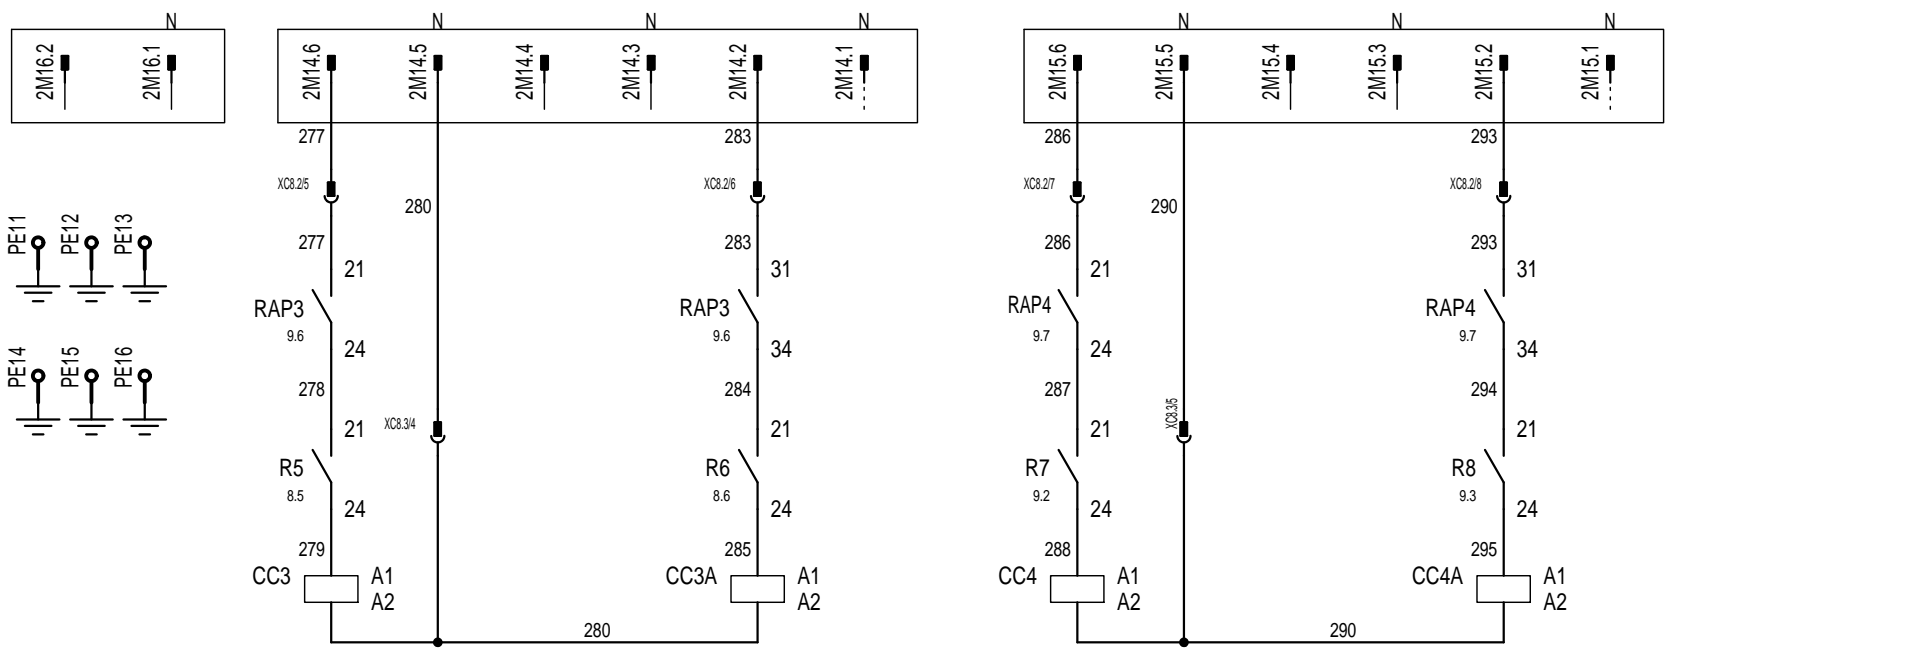 N N N N N N N
2M16.2 2M16.1 2M14.6 2M14.5 2M14.4 2M14.3 2M14.2 2M14.1 2M15.6 2M15.5 2M15.4 2M15.3 2M15.2 2M15.1
277 283 286 293
XC8.2/5 XC8.2/6 XC8.2/7 XC8.2/8
280 290
PE11 PE12 PE13 277 283 286 293
21 31 21 31
RAP3 RAP3 RAP4 RAP4
9.6 9.6 9.7 9.7
24 34 24 34
PE14 PE15 PE16 278 284 287 294
21 XC8.3/4 21 21 XC8.3/5 21
R5 R6 R7 R8
8.5 8.6 9.2 9.3
24 24 24 24
279 285 288 295
CC3 A1 CC3A A1 CC4 A1 CC4A A1
A2 A2 A2 A2
280 290